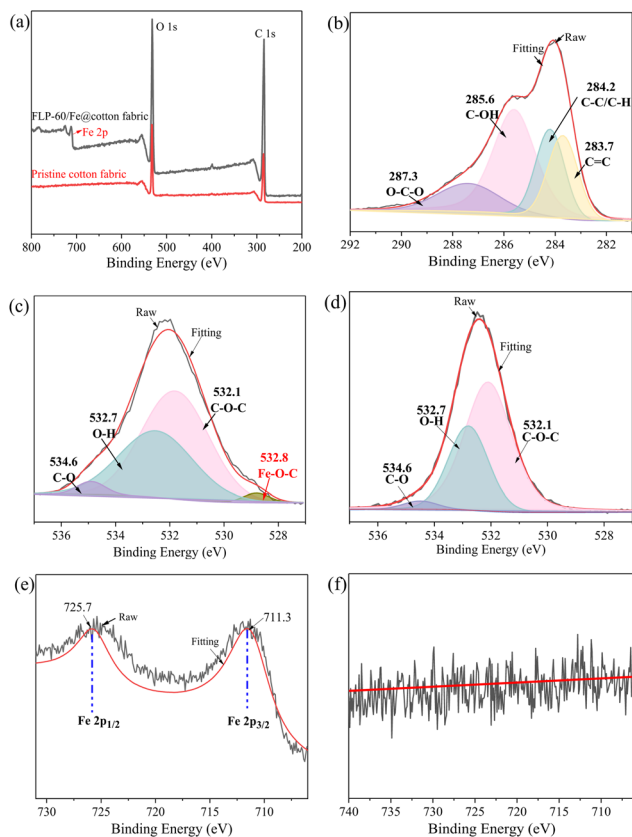 (a)
O 1s
C 1s
FLP-60/Fe@cotton fabric
Fe 2p
Pristine cotton fabric
800 700 600 500 400 300 200
Binding Energy (eV)
(b)
Raw
Fitting
285.6
C-OH
284.2
C-C/C-H
283.7
C=C
287.3
O-C-O
292 290 288 286 284 282
Binding Energy (eV)
(c)
Raw
Fitting
532.7
O-H
532.1
C-O-C
534.6
C-O
532.8
Fe-O-C
536 534 532 530 528
Binding Energy (eV)
(d)
Raw
Fitting
532.7
O-H
532.1
C-O-C
534.6
C-O
536 534 532 530 528
Binding Energy (eV)
(e)
725.7
Raw
711.3
Fitting
Fe 2p1/2
Fe 2p3/2
730 725 720 715 710
Binding Energy (eV)
(f)
740 735 730 725 720 715 710
Binding Energy (eV)